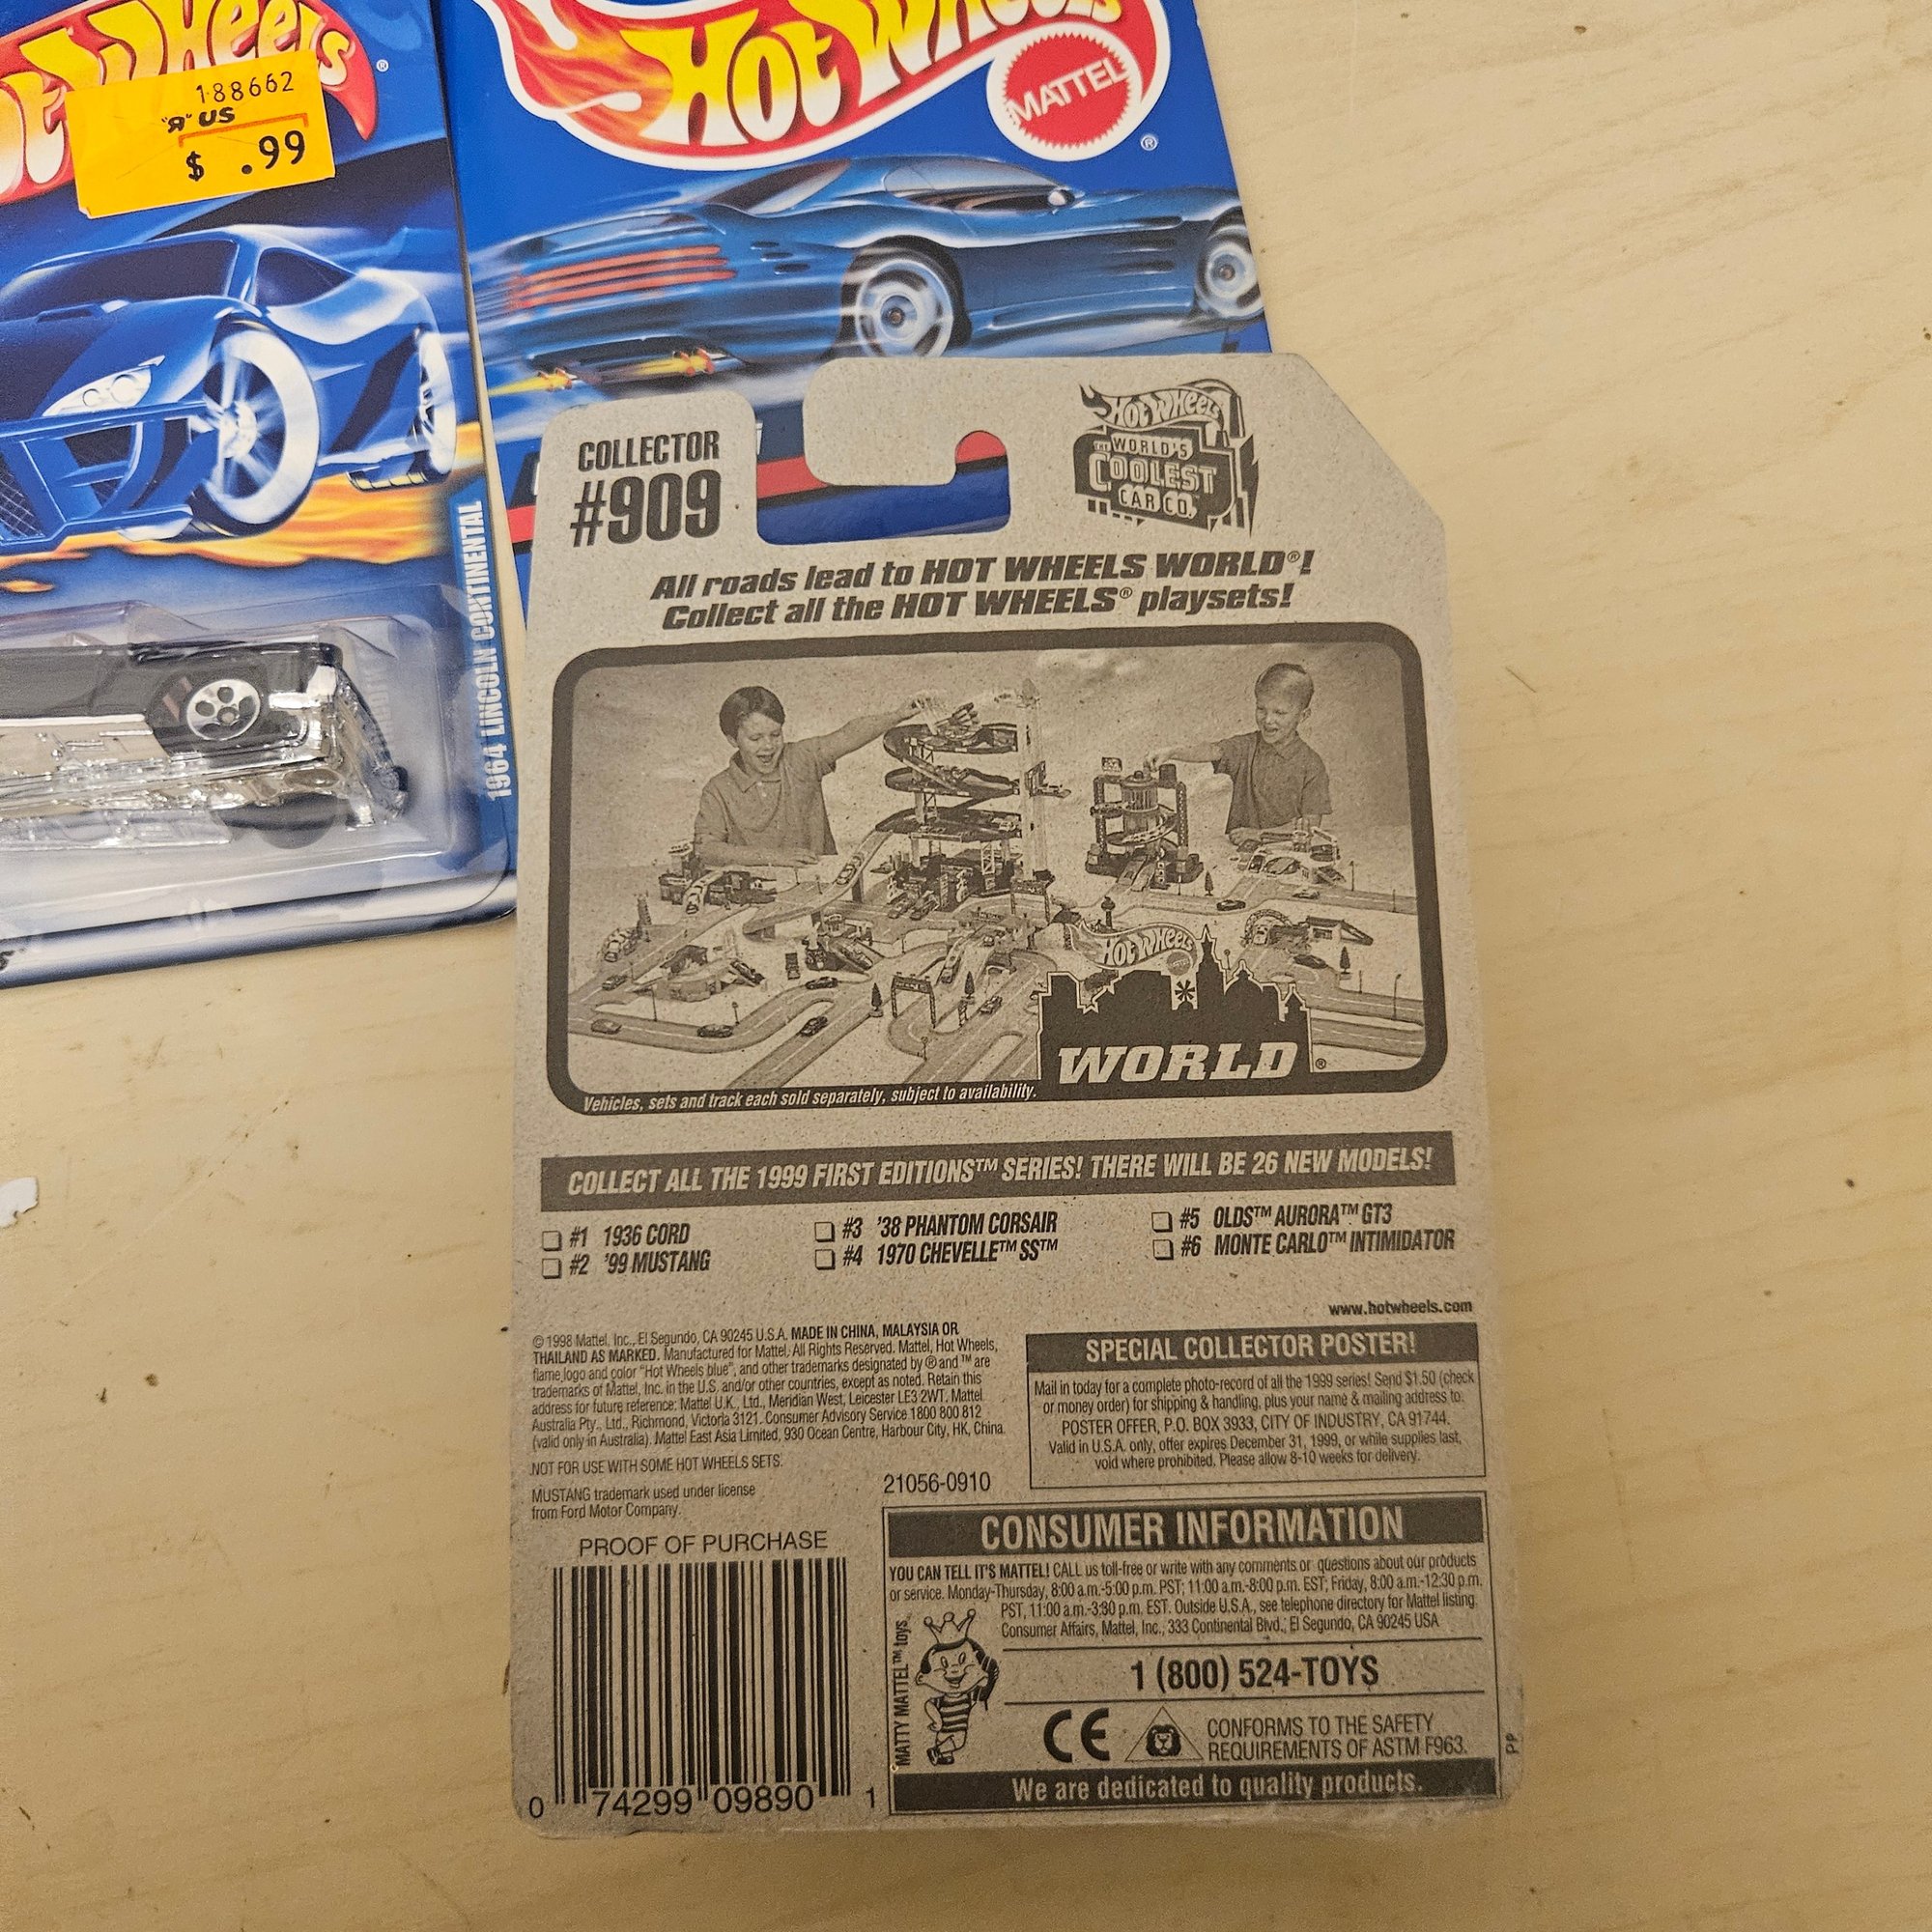 Hot Wheels
®
188662
"R" US
$ .99
1964 LINCOLN CONTINENTAL
HOT WHEELS
MATTEL
®
COLLECTOR
#909
HOT WHEELS
THE WORLD'S
COOLEST
CAR CO.
All roads lead to HOT WHEELS WORLD®!
Collect all the HOT WHEELS® playsets!
HOT WHEELS
WORLD ®
Vehicles, sets and track each sold separately, subject to availability.
COLLECT ALL THE 1999 FIRST EDITIONS™ SERIES! THERE WILL BE 26 NEW MODELS!
#1 1936 CORD
#2 '99 MUSTANG
#3 '38 PHANTOM CORSAIR
#4 1970 CHEVELLE™ SS™
#5 OLDS™ AURORA™ GT3
#6 MONTE CARLO™ INTIMIDATOR
www.hotwheels.com
© 1998 Mattel, Inc., El Segundo, CA 90245 U.S.A. MADE IN CHINA, MALAYSIA OR
THAILAND AS MARKED. Manufactured for Mattel. All Rights Reserved. Mattel, Hot Wheels,
flame logo and color "Hot Wheels blue", and other trademarks designated by ® and ™ are
trademarks of Mattel, Inc. in the U.S. and/or other countries, except as noted. Retain this
address for future reference: Mattel U.K., Ltd., Meridian West, Leicester LE3 2WT. Mattel
Australia Pty., Ltd., Richmond, Victoria 3121. Consumer Advisory Service 1800 800 812
(valid only in Australia). Mattel East Asia Limited, 930 Ocean Centre, Harbour City, HK, China.
NOT FOR USE WITH SOME HOT WHEELS SETS.
MUSTANG trademark used under license
from Ford Motor Company.
21056-0910
SPECIAL COLLECTOR POSTER!
Mail in today for a complete photo-record of all the 1999 series! Send $1.50 (check
or money order) for shipping & handling, plus your name & mailing address to:
POSTER OFFER, P.O. BOX 3933, CITY OF INDUSTRY, CA 91744.
Valid in U.S.A. only, offer expires December 31, 1999, or while supplies last,
void where prohibited. Please allow 8-10 weeks for delivery.
PROOF OF PURCHASE
0 74299 09890 1
CONSUMER INFORMATION
YOU CAN TELL IT'S MATTEL! CALL us toll-free or write with any comments or questions about our products
or service. Monday-Thursday, 8:00 a.m.-5:00 p.m. PST; 11:00 a.m.-8:00 p.m. EST; Friday, 8:00 a.m.-12:30 p.m.
PST, 11:00 a.m.-3:30 p.m. EST. Outside U.S.A., see telephone directory for Mattel listing.
Consumer Affairs, Mattel, Inc., 333 Continental Blvd., El Segundo, CA 90245 USA
MATTY MATTEL™ toys.
1 (800) 524-TOYS
CE
CONFORMS TO THE SAFETY
REQUIREMENTS OF ASTM F963.
We are dedicated to quality products.
PP